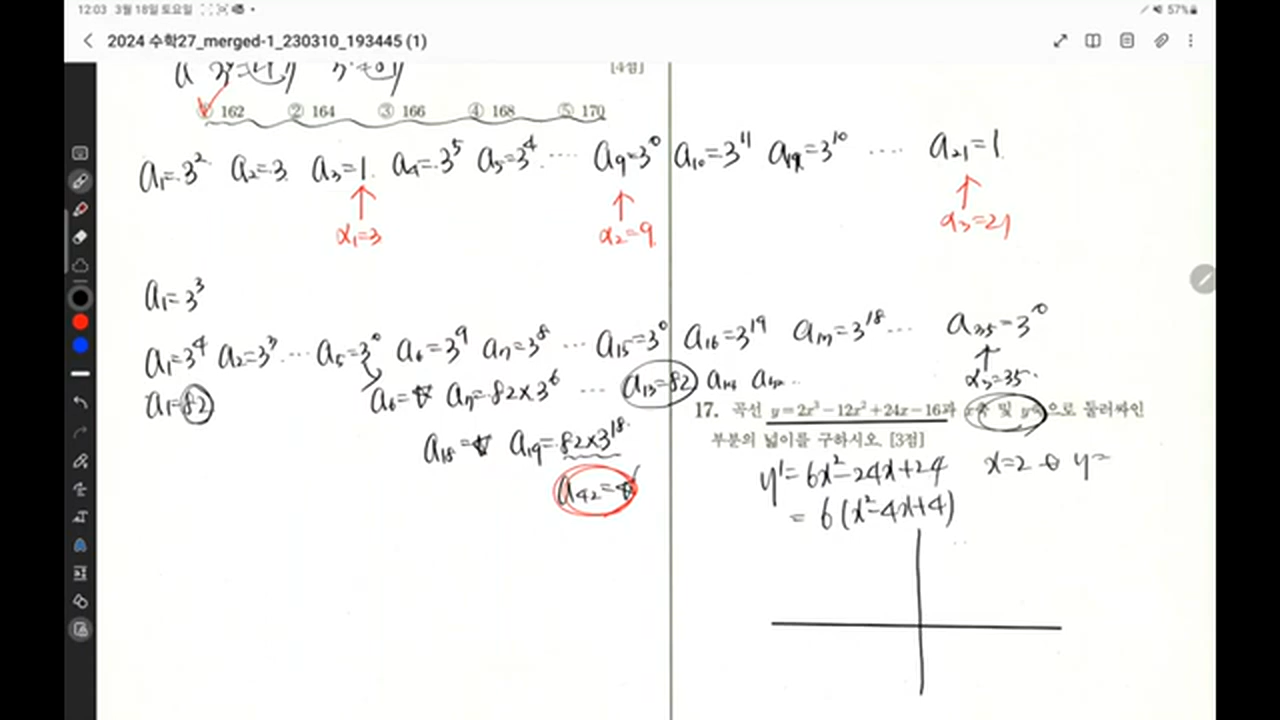 12:03 3월 18일 토요일
57%
2024 수학27_merged-1_230310_193445 (1)
[4점]
① 162 ② 164 ③ 166 ④ 168 ⑤ 170
a₁=3² a₂=3 a₃=1 a₄=3⁵ a₅=3⁴ ···· a₉=3⁰ a₁₀=3¹¹ a₁₉=3¹⁰ ···· a₂₁=1
α₁=3 α₂=9 α₃=21
a₁=3³
a₁=3⁴ a₂=3³ ··· a₅=3⁰ a₆=3⁹ a₇=3⁸ ··· a₁₅=3⁰ a₁₆=3¹⁹ a₁₇=3¹⁸ ··· a₃₅=3⁰
α₃=35.
a₁=82 a₆= a₇=82×3⁶ ··· a₁₃=82 a₁₄
a₁₈= a₁₉=82×3¹⁸
a₄₂=
17. 곡선 y=2x³−12x²+24x−16과 x축 및 y축으로 둘러싸인
부분의 넓이를 구하시오. [3점]
y'=6x²−24x+24 x=2 y=
=6(x²−4x+4)